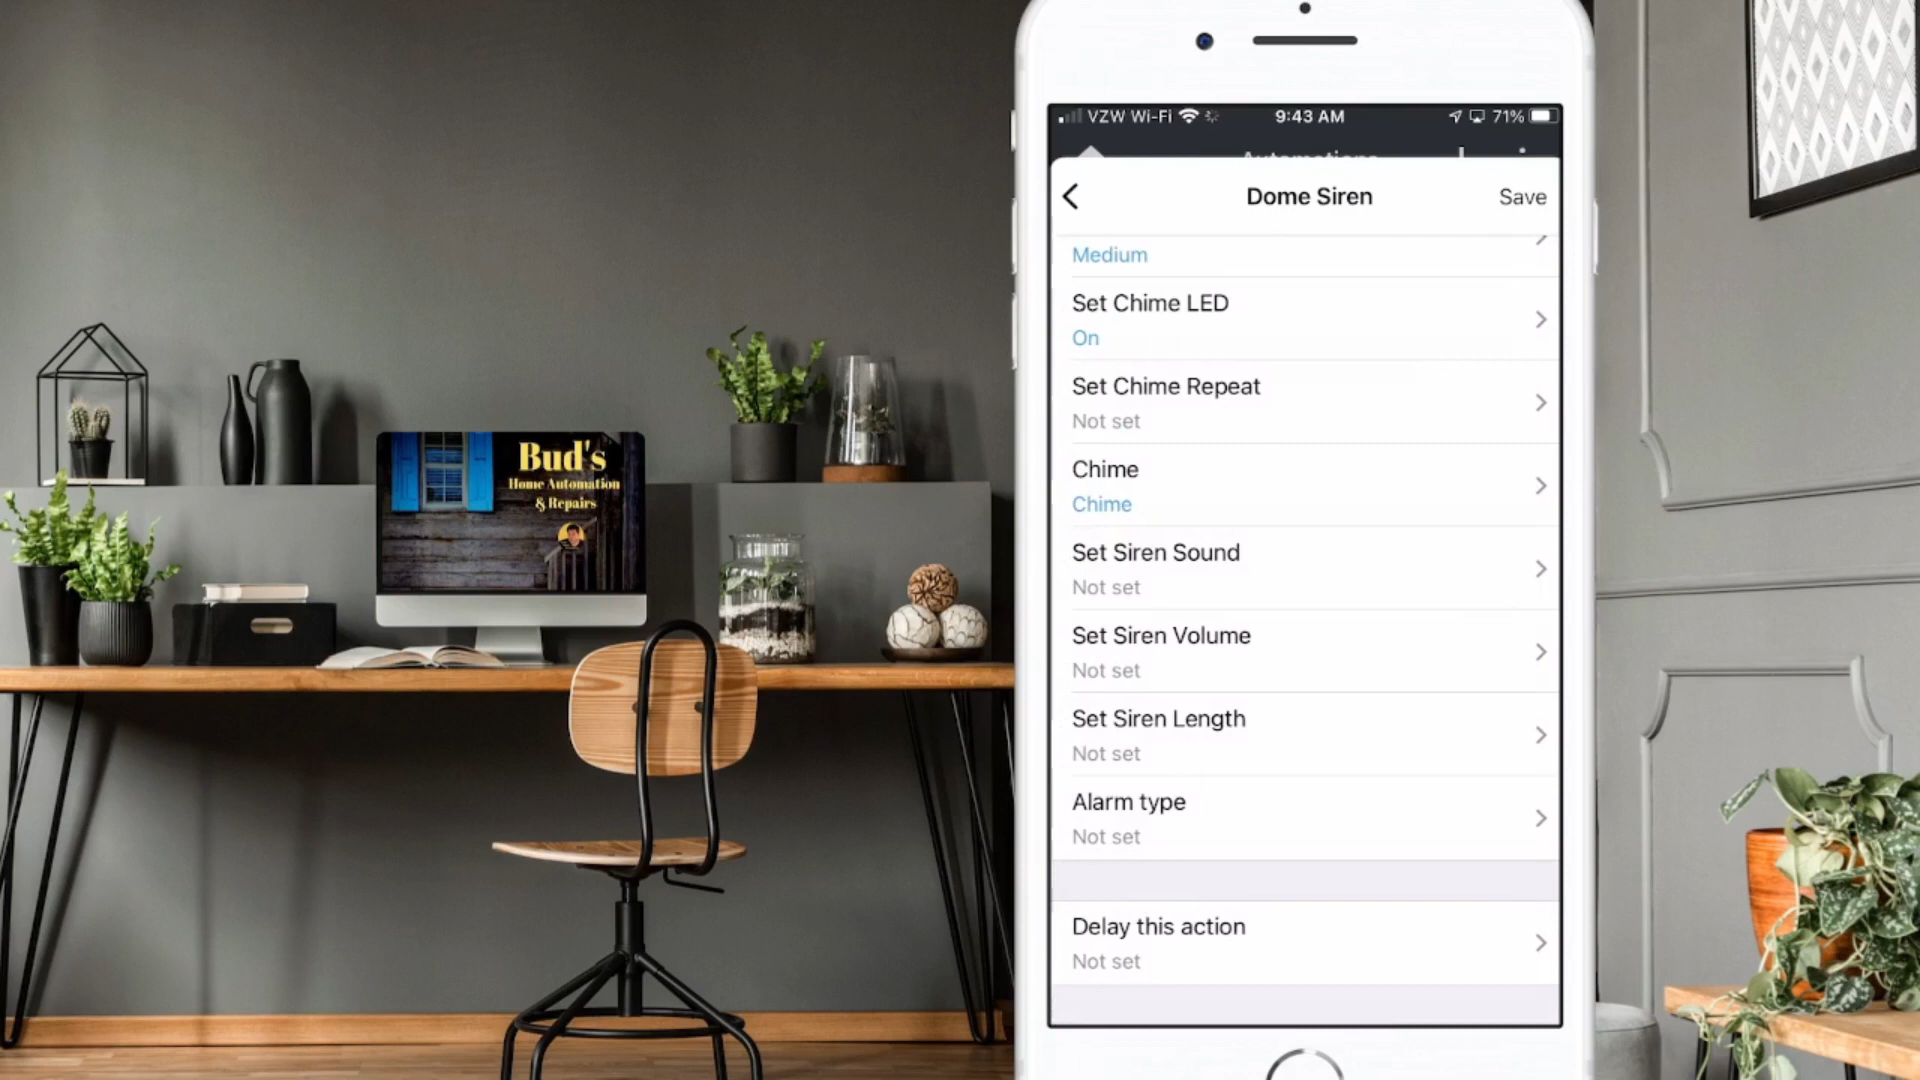 Bud's
Home Automation
& Repairs
VZW Wi-Fi 9:43 AM 71%
Automations
Dome Siren Save
Medium
Set Chime LED
On
Set Chime Repeat
Not set
Chime
Chime
Set Siren Sound
Not set
Set Siren Volume
Not set
Set Siren Length
Not set
Alarm type
Not set
Delay this action
Not set